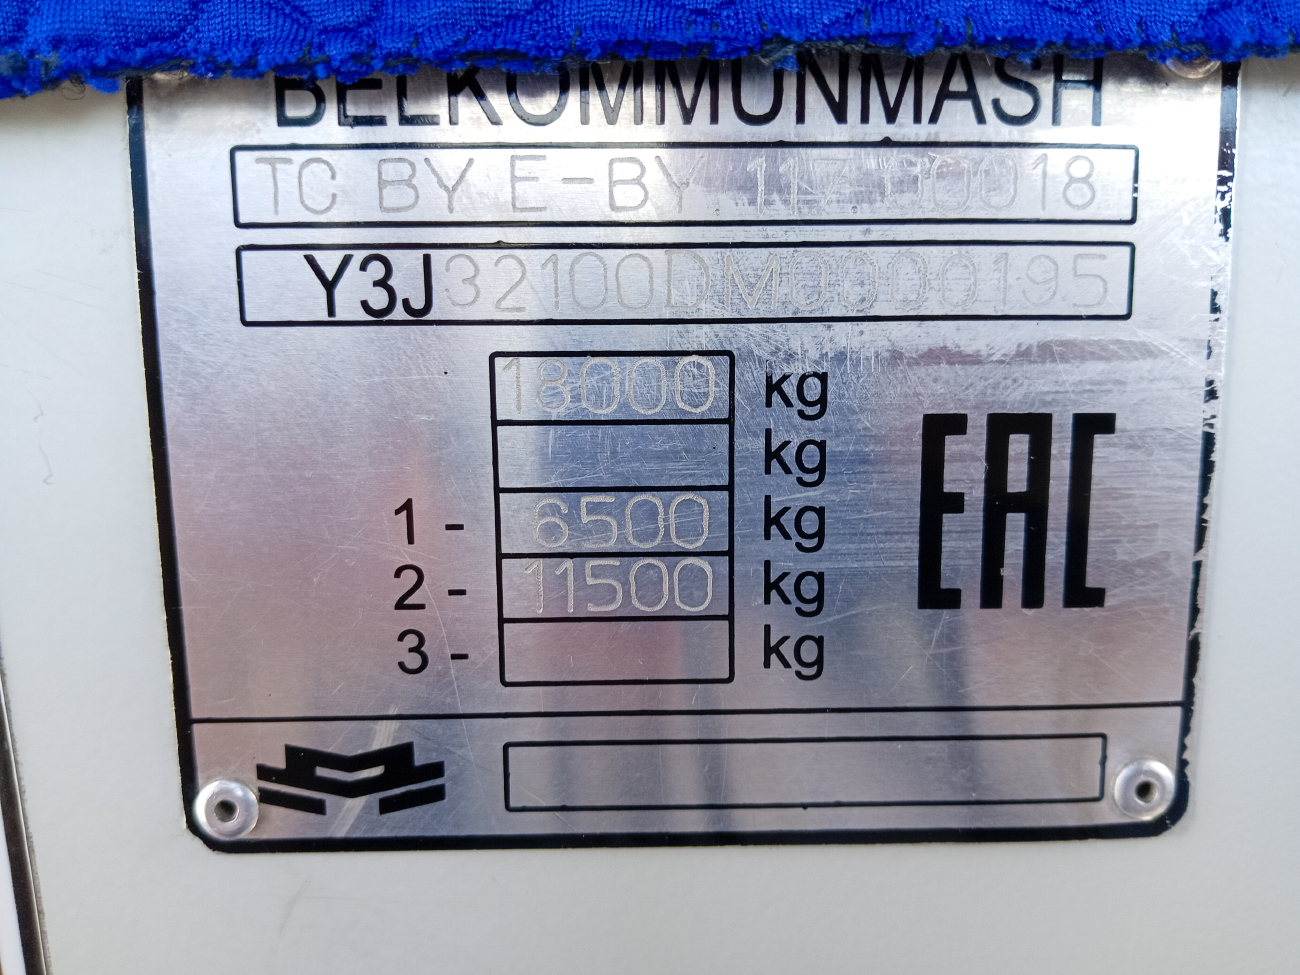 BELKOMMUNMASH
TC BY E-BY.117.00018
Y3J32100DM0000195
18000 kg
kg
1 - 6500 kg
2 - 11500 kg
3 - kg
EAC